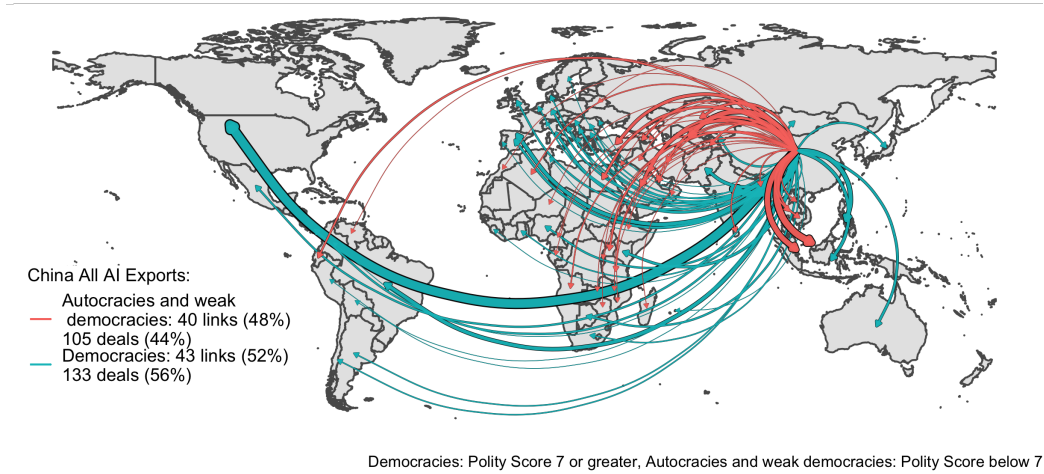 China All AI Exports:
Autocracies and weak
democracies: 40 links (48%)
105 deals (44%)
Democracies: 43 links (52%)
133 deals (56%)
Democracies: Polity Score 7 or greater, Autocracies and weak democracies: Polity Score below 7